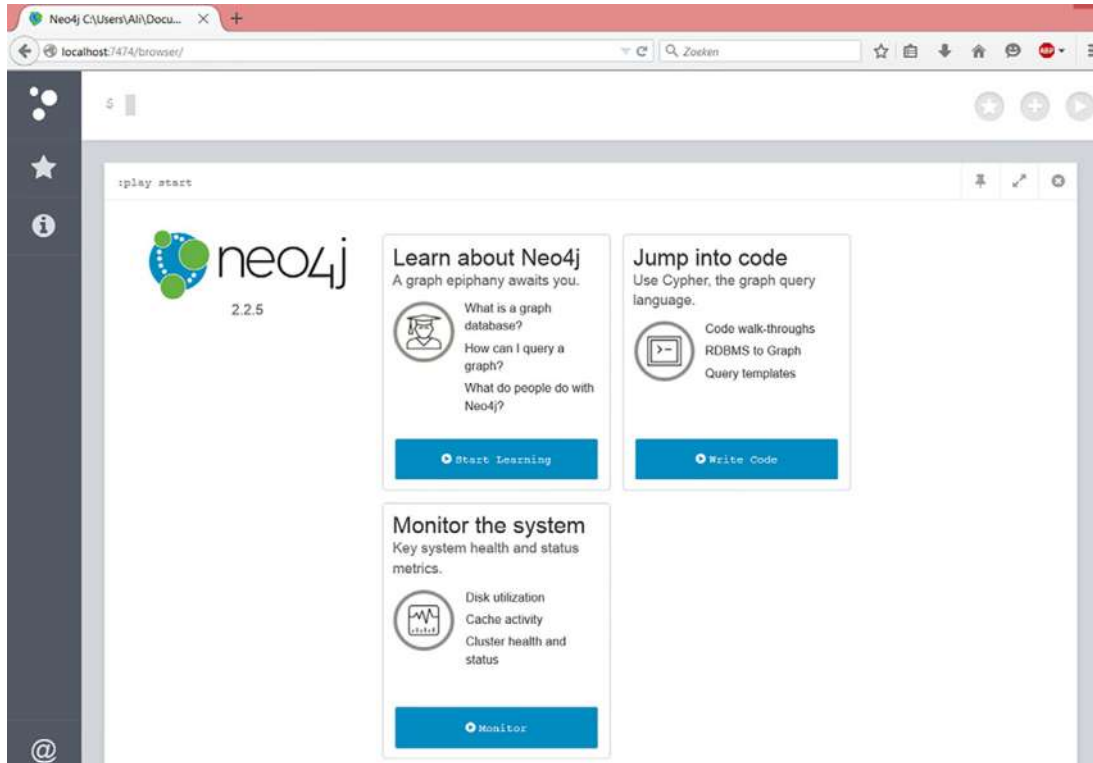 Neo4j C:\Users\Ali\Docu...
localhost:7474/browser/
Zoeken
ABP
$
:play start
neo4j
2.2.5
Learn about Neo4j
A graph epiphany awaits you.
What is a graph
database?
How can I query a
graph?
What do people do with
Neo4j?
Start Learning
Jump into code
Use Cypher, the graph query
language.
Code walk-throughs
RDBMS to Graph
Query templates
Write Code
Monitor the system
Key system health and status
metrics.
Disk utilization
Cache activity
Cluster health and
status
Monitor
@